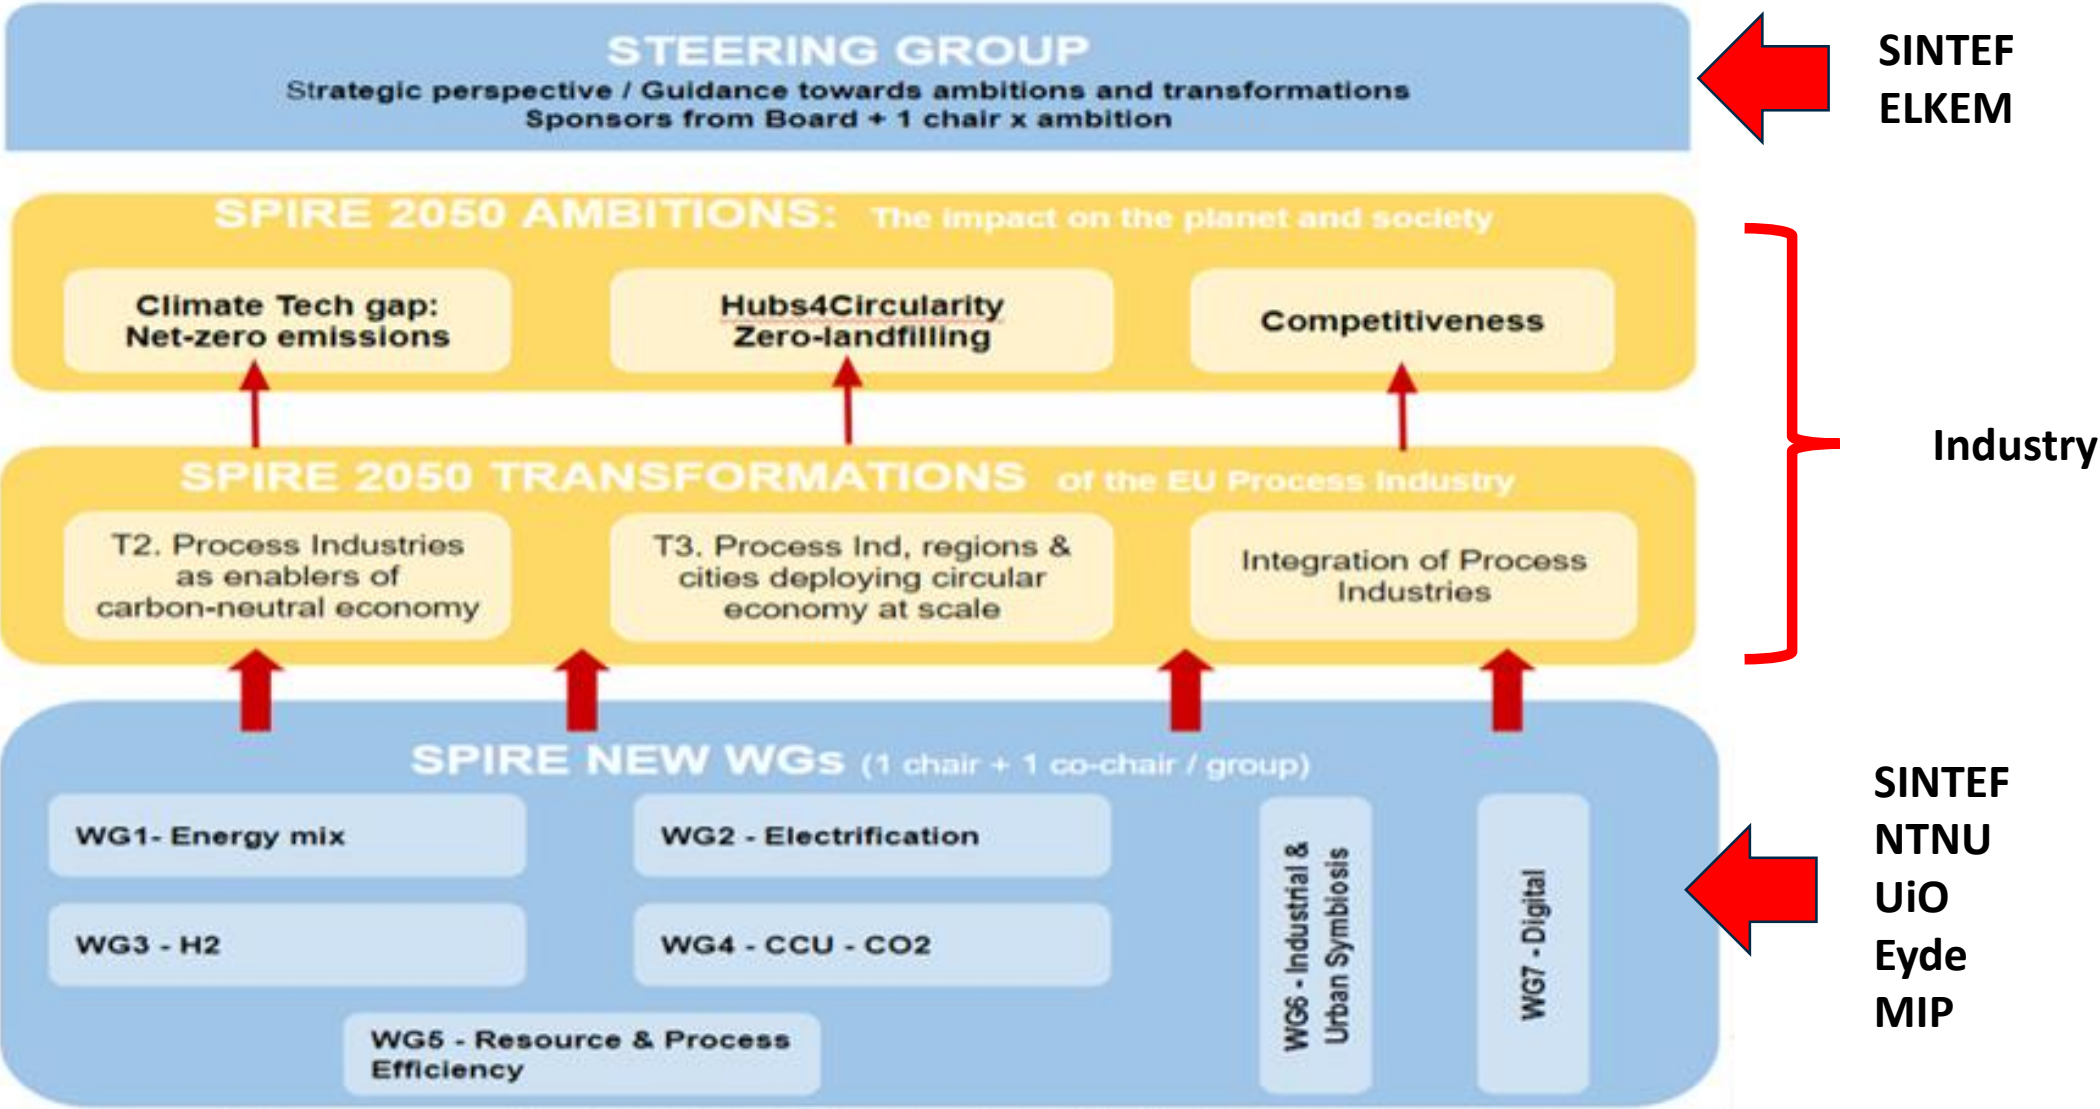 STEERING GROUP
Strategic perspective / Guidance towards ambitions and transformations
Sponsors from Board + 1 chair x ambition
SINTEF
ELKEM
SPIRE 2050 AMBITIONS: The impact on the planet and society
Climate Tech gap:
Net-zero emissions
Hubs4Circularity
Zero-landfilling
Competitiveness
Industry
SPIRE 2050 TRANSFORMATIONS of the EU Process Industry
T2. Process Industries
as enablers of
carbon-neutral economy
T3. Process Ind, regions &
cities deploying circular
economy at scale
Integration of Process
Industries
SPIRE NEW WGs (1 chair + 1 co-chair / group)
WG1- Energy mix
WG2 - Electrification
WG3 - H2
WG4 - CCU - CO2
WG5 - Resource & Process
Efficiency
WG6 - Industrial &
Urban Symbiosis
WG7 - Digital
SINTEF
NTNU
UiO
Eyde
MIP